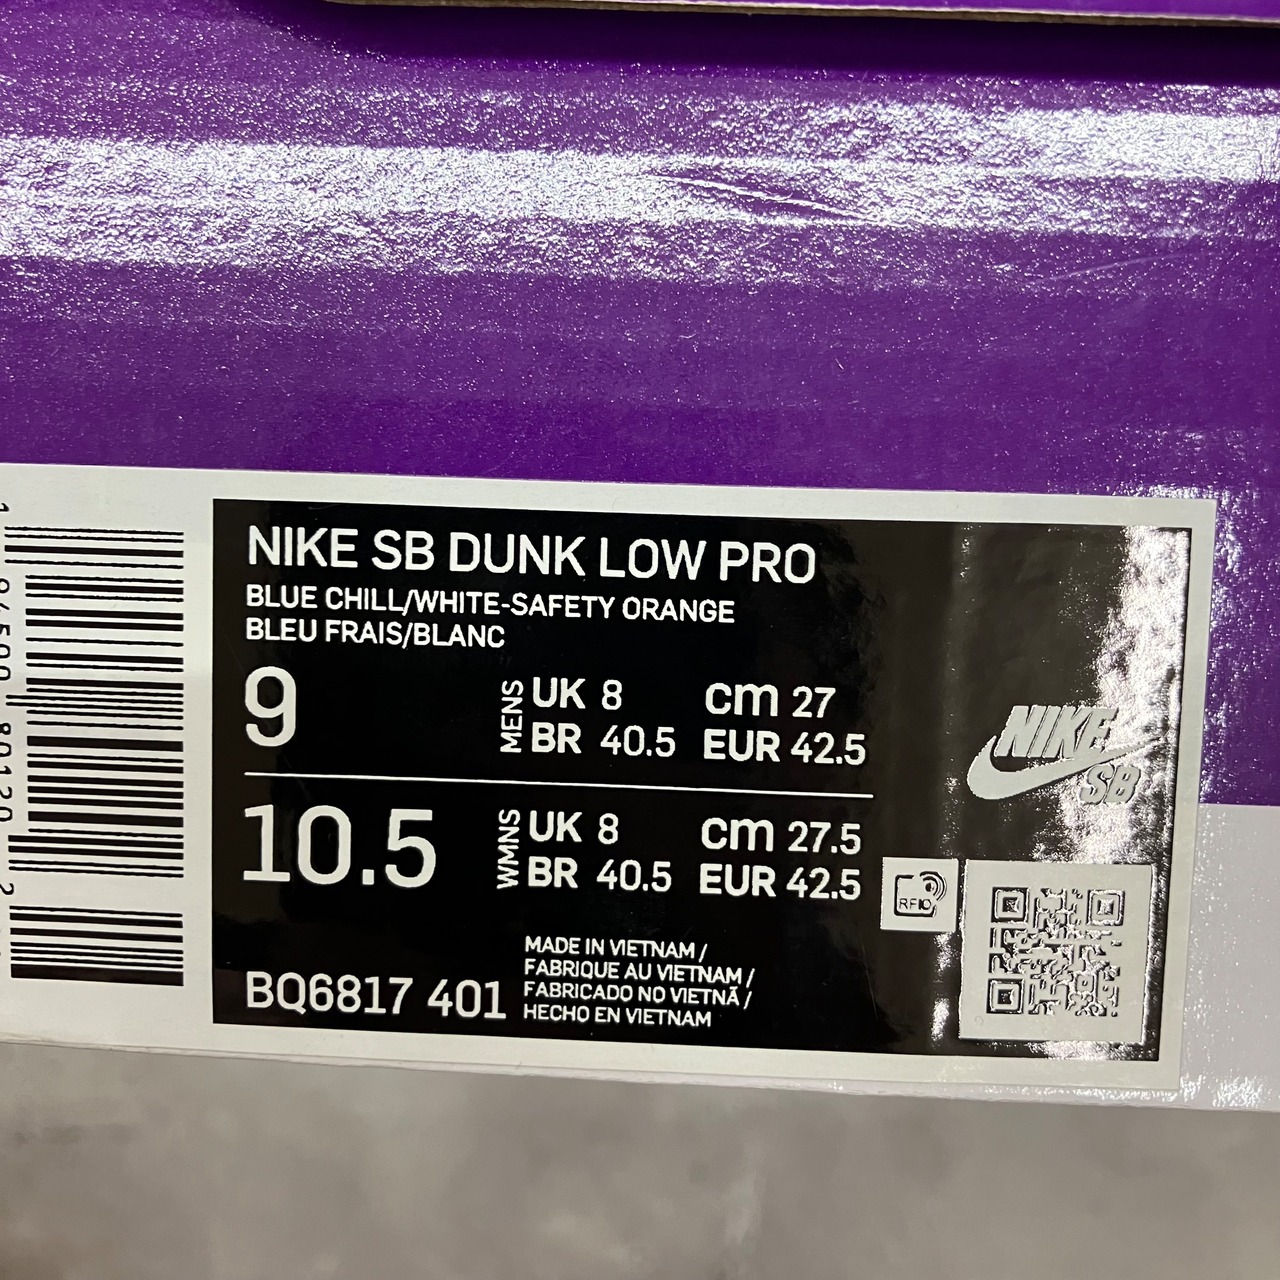 NIKE SB DUNK LOW PRO
BLUE CHILL/WHITE-SAFETY ORANGE
BLEU FRAIS/BLANC
9
MENS
UK 8 cm 27
BR 40.5 EUR 42.5
10.5
WMNS
UK 8 cm 27.5
BR 40.5 EUR 42.5
BQ6817 401
MADE IN VIETNAM /
FABRIQUE AU VIETNAM /
FABRICADO NO VIETNÃ /
HECHO EN VIETNAM
NIKE
SB
RFID